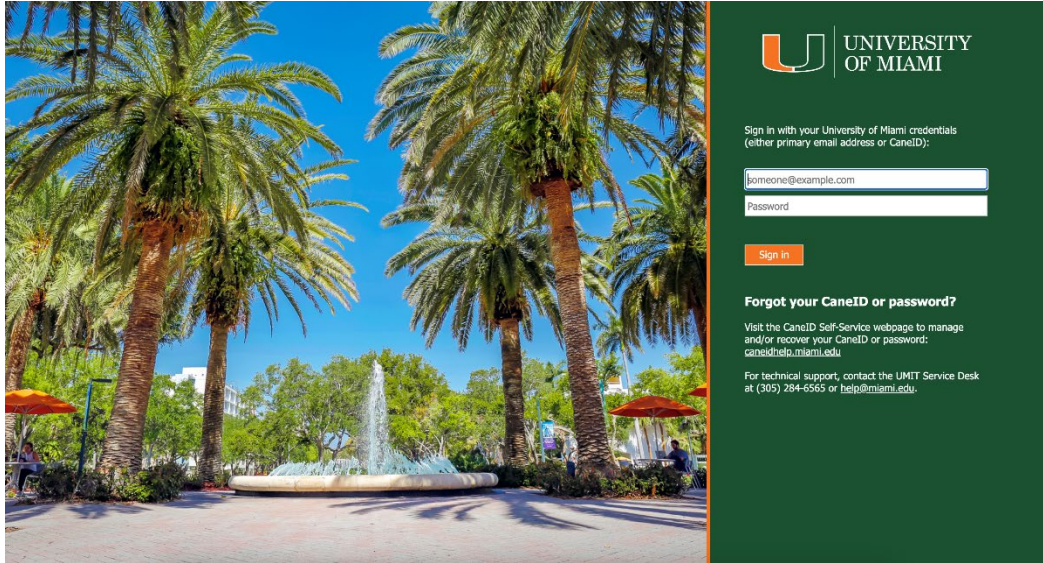 UNIVERSITY
OF MIAMI
Sign in with your University of Miami credentials
(either primary email address or CaneID):
someone@example.com
Password
Sign in
Forgot your CaneID or password?
Visit the CaneID Self-Service webpage to manage
and/or recover your CaneID or password:
caneidhelp.miami.edu
For technical support, contact the UMIT Service Desk
at (305) 284-6565 or help@miami.edu.